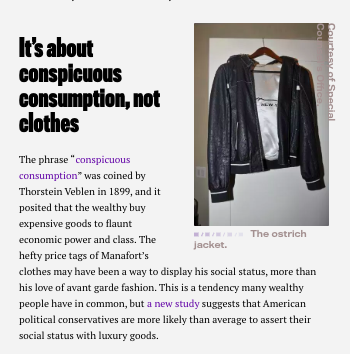 It's about
conspicuous
consumption, not
clothes
Courtesy of Special
The ostrich
jacket.
The phrase “conspicuous
consumption” was coined by
Thorstein Veblen in 1899, and it
posited that the wealthy buy
expensive goods to flaunt
economic power and class. The
hefty price tags of Manafort’s
clothes may have been a way to display his social status, more than
his love of avant garde fashion. This is a tendency many wealthy
people have in common, but a new study suggests that American
political conservatives are more likely than average to assert their
social status with luxury goods.